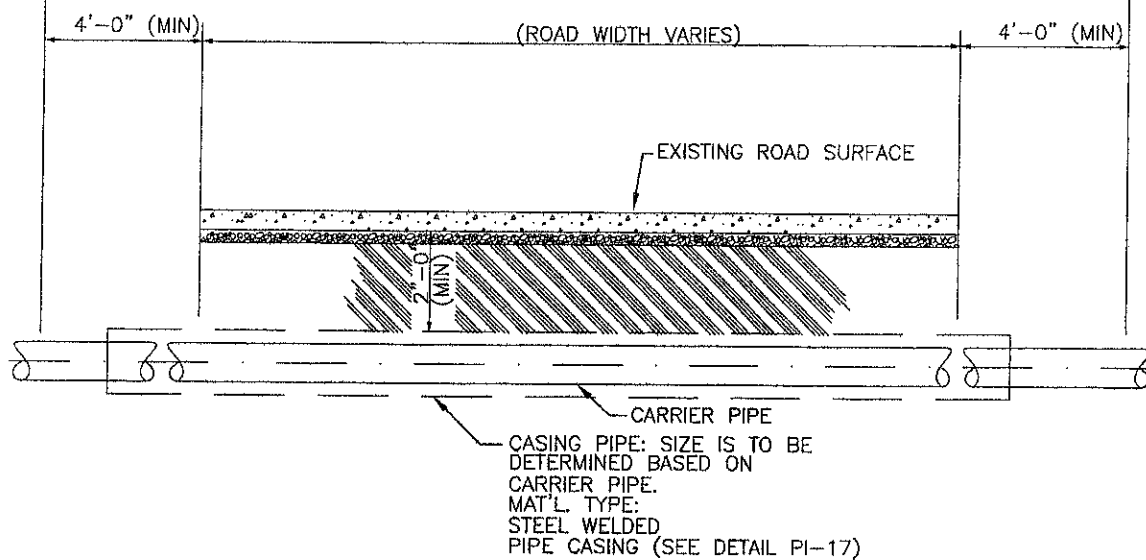 4'-0" (MIN)
(ROAD WIDTH VARIES)
4'-0" (MIN)
EXISTING ROAD SURFACE
2"-0"
(MIN)
CARRIER PIPE
CASING PIPE: SIZE IS TO BE
DETERMINED BASED ON
CARRIER PIPE.
MAT'L. TYPE:
STEEL WELDED
PIPE CASING (SEE DETAIL PI-17)